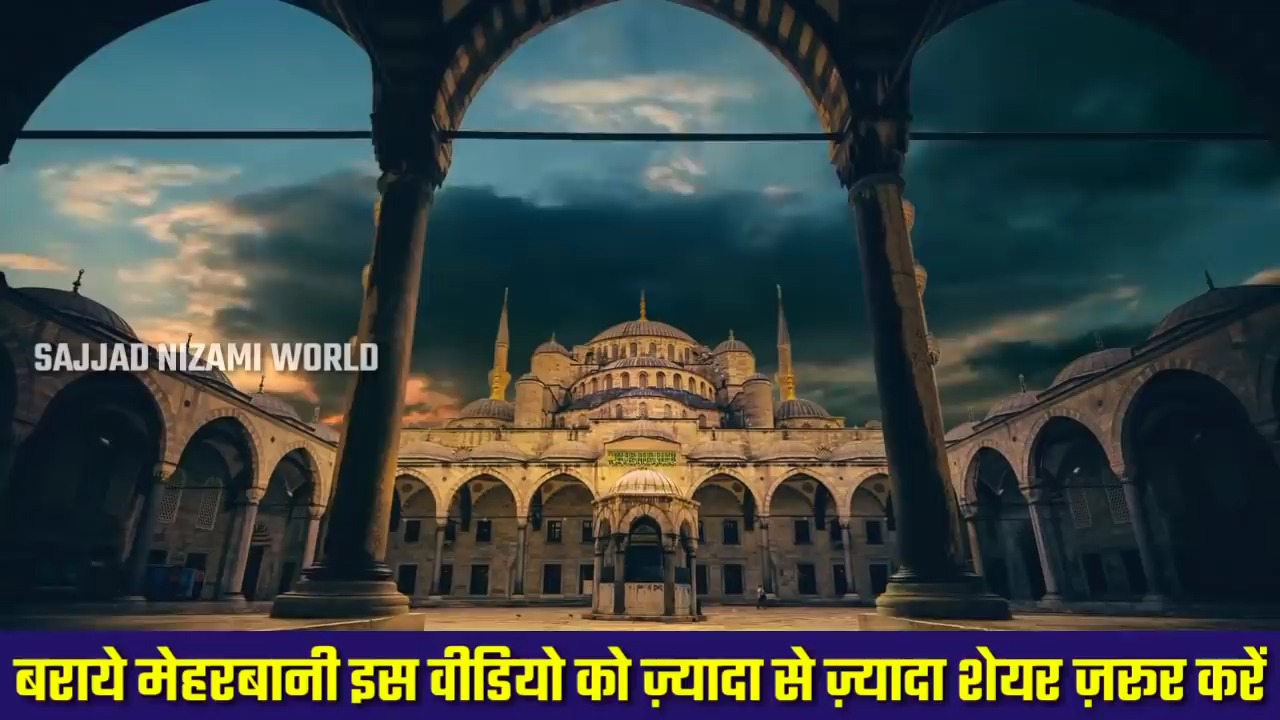 SAJJAD NIZAMI WORLD
बराये मेहरबानी इस वीडियो को ज़्यादा से ज़्यादा शेयर ज़रूर करें